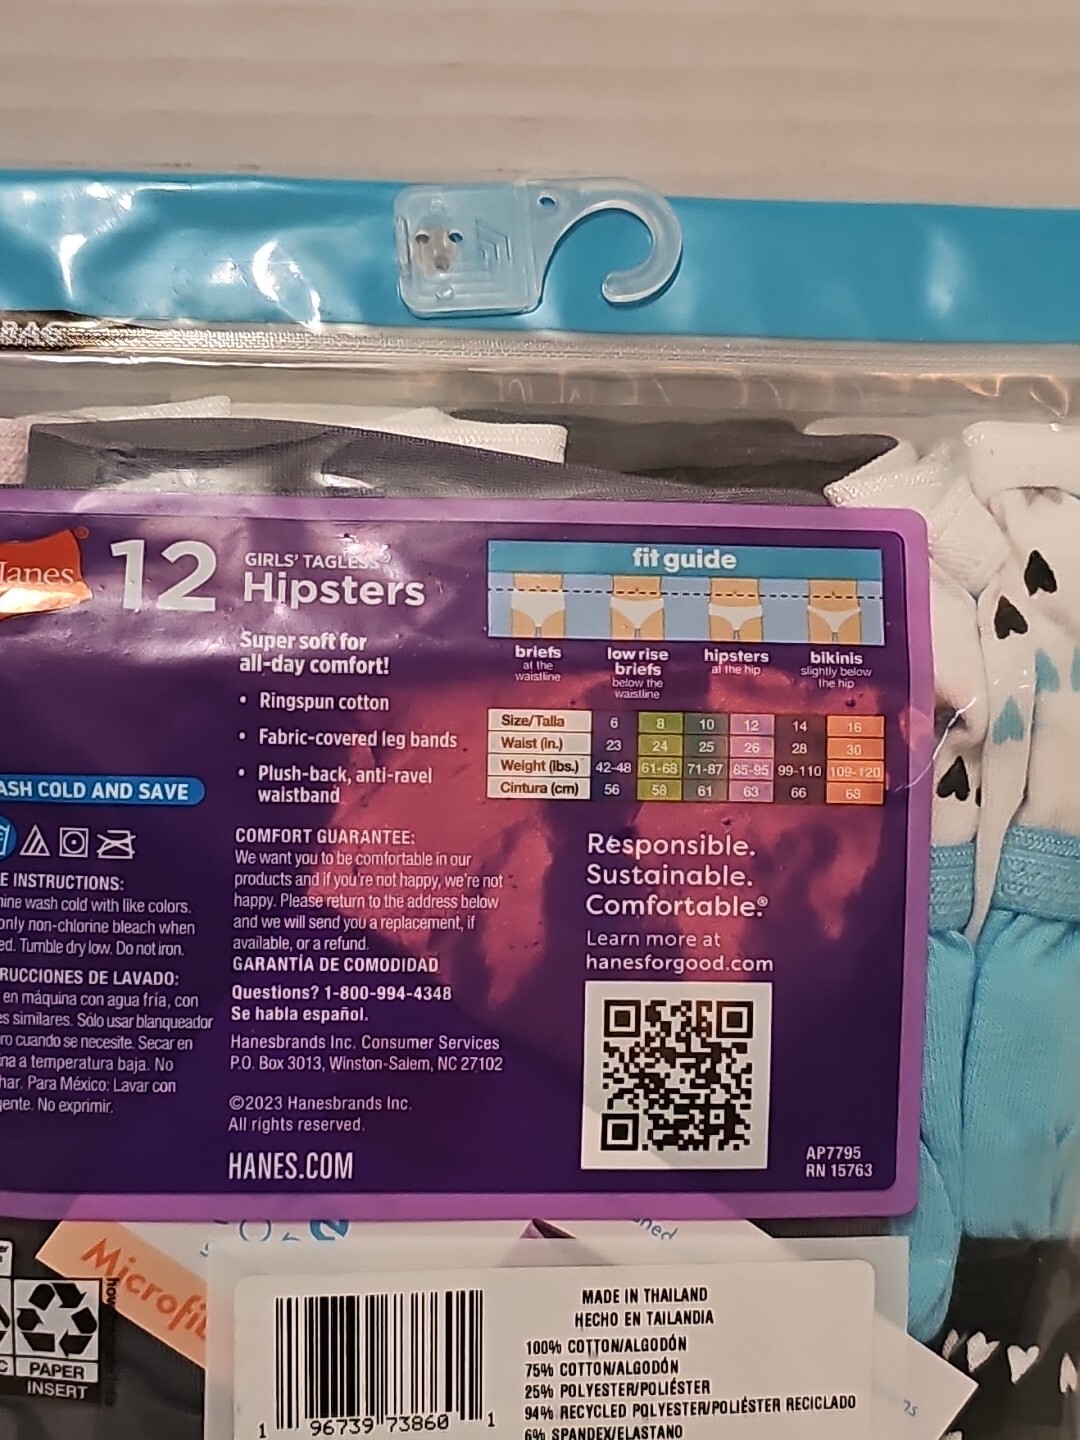 BAG
Hanes
®
12
GIRLS' TAGLESS®
Hipsters
Super soft for
all-day comfort!
• Ringspun cotton
• Fabric-covered leg bands
• Plush-back, anti-ravel
waistband
fit guide
briefs
at the
waistline
low rise
briefs
below the
waistline
hipsters
at the hip
bikinis
slightly below
the hip
Size/Talla 6 8 10 12 14 16
Waist (in.) 23 24 25 26 28 30
Weight (lbs.) 42-48 61-68 71-87 85-95 99-110 109-120
Cintura (cm) 56 58 61 63 66 68
ASH COLD AND SAVE
E INSTRUCTIONS:
ine wash cold with like colors.
only non-chlorine bleach when
ed. Tumble dry low. Do not iron.
RUCCIONES DE LAVADO:
en máquina con agua fría, con
es similares. Sólo usar blanqueador
ro cuando se necesite. Secar en
na a temperatura baja. No
har. Para México: Lavar con
gente. No exprimir.
COMFORT GUARANTEE:
We want you to be comfortable in our
products and if you're not happy, we're not
happy. Please return to the address below
and we will send you a replacement, if
available, or a refund.
GARANTÍA DE COMODIDAD
Questions? 1-800-994-4348
Se habla español.
Hanesbrands Inc. Consumer Services
P.O. Box 3013, Winston-Salem, NC 27102
©2023 Hanesbrands Inc.
All rights reserved.
HANES.COM
Responsible.
Sustainable.
Comfortable.®
Learn more at
hanesforgood.com
AP7795
RN 15763
ned
Microfi
how
PAPER
INSERT
1 96739 73860 1
MADE IN THAILAND
HECHO EN TAILANDIA
100% COTTON/ALGODÓN
75% COTTON/ALGODÓN
25% POLYESTER/POLIÉSTER
94% RECYCLED POLYESTER/POLIÉSTER RECICLADO
6% SPANDEX/ELASTANO